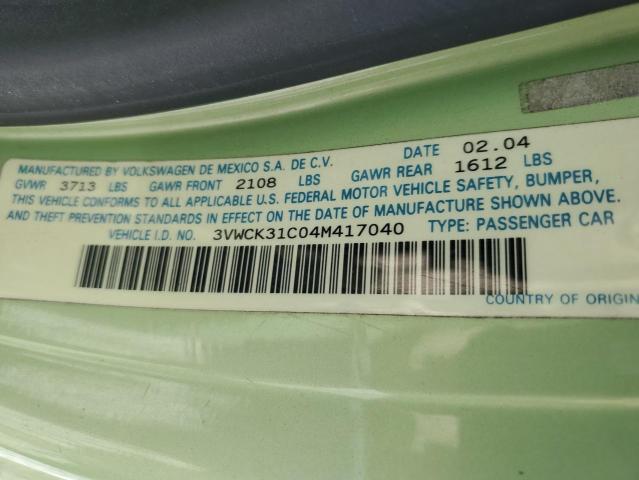 MANUFACTURED BY VOLKSWAGEN DE MEXICO S.A. DE C.V. DATE 02.04
GVWR 3713 LBS GAWR FRONT 2108 LBS GAWR REAR 1612 LBS
THIS VEHICLE CONFORMS TO ALL APPLICABLE U.S. FEDERAL MOTOR VEHICLE SAFETY, BUMPER,
AND THEFT PREVENTION STANDARDS IN EFFECT ON THE DATE OF MANUFACTURE SHOWN ABOVE.
VEHICLE I.D. NO. 3VWCK31C04M417040 TYPE: PASSENGER CAR
COUNTRY OF ORIGIN